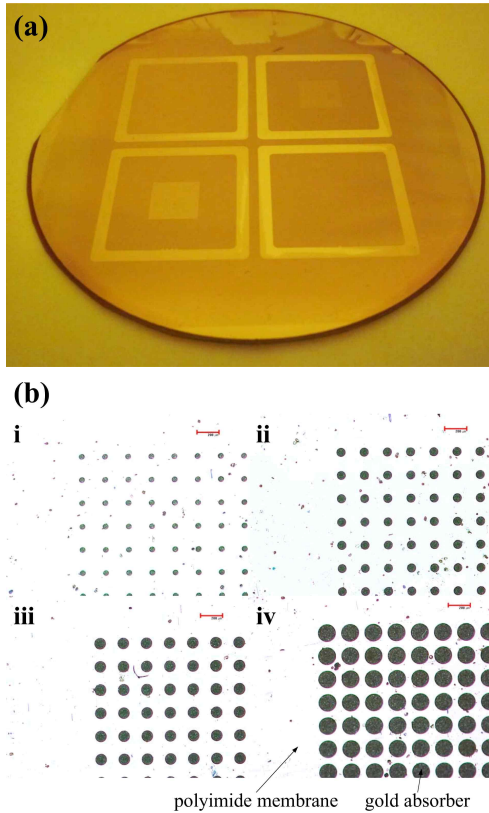 (a)
(b)
i
ii
iii
iv
polyimide membrane
gold absorber